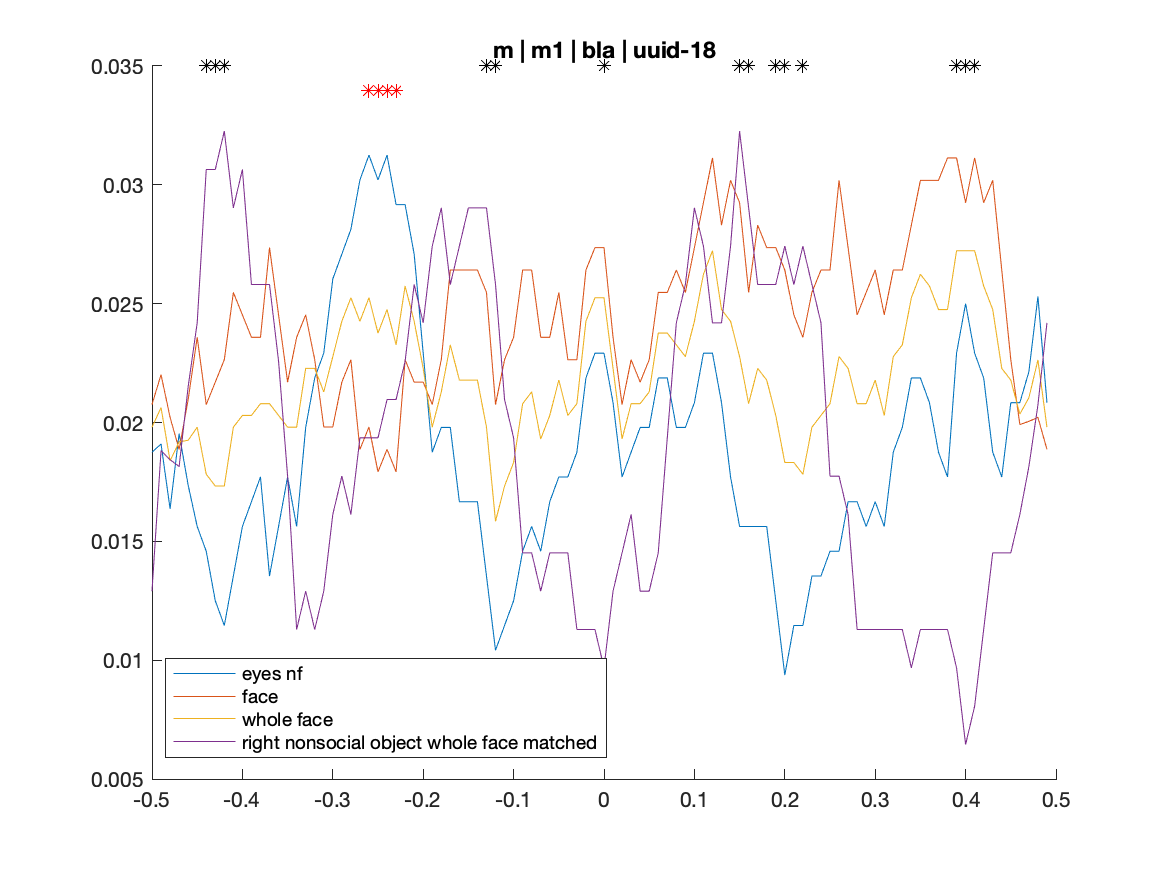 m | m1 | bla | uuid-18
0.035
0.03
0.025
0.02
0.015
0.01
0.005
eyes nf
face
whole face
right nonsocial object whole face matched
-0.5 -0.4 -0.3 -0.2 -0.1 0 0.1 0.2 0.3 0.4 0.5